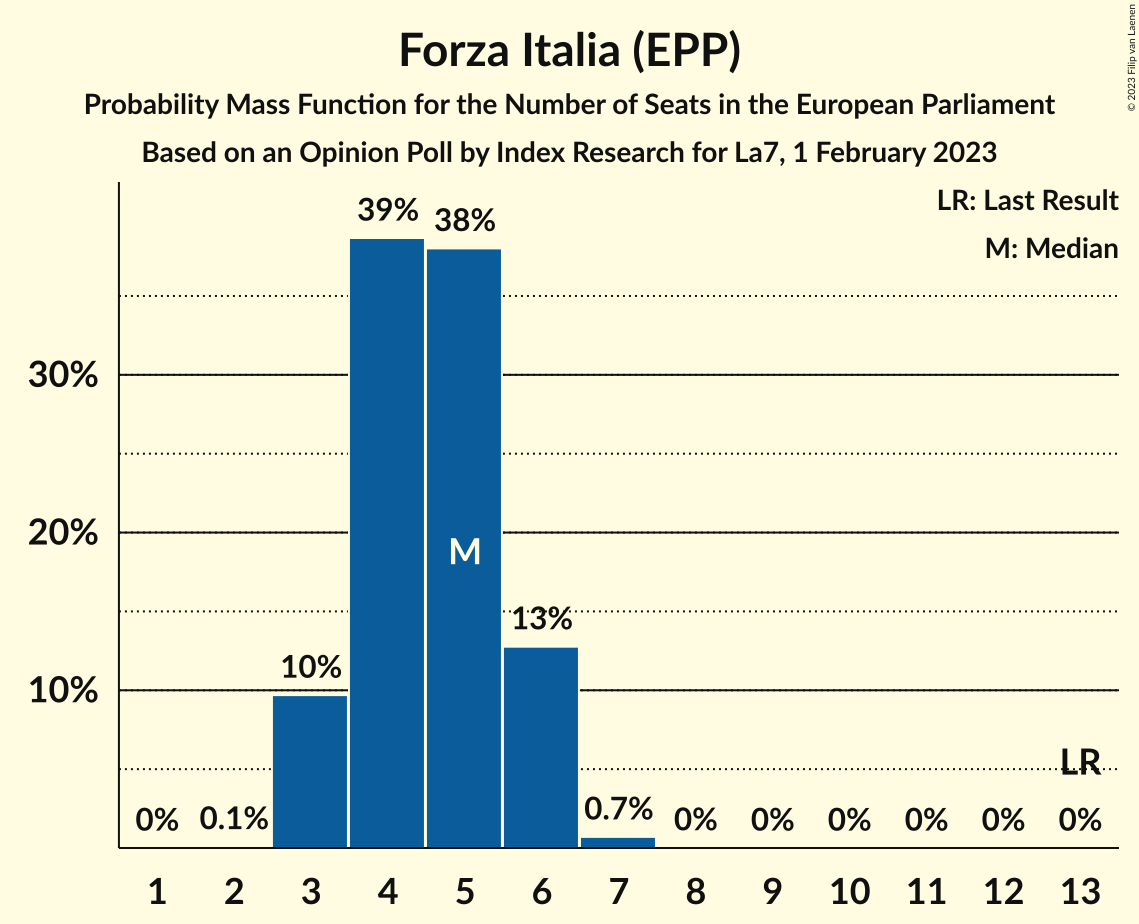 Forza Italia (EPP)
Probability Mass Function for the Number of Seats in the European Parliament
Based on an Opinion Poll by Index Research for La7, 1 February 2023
© 2023 Filip van Laenen
LR: Last Result
M: Median
39%
38%
30%
20%
M
13%
10%
10%
LR
0%
0.1%
0.7%
0%
0%
0%
0%
0%
0%
1 2 3 4 5 6 7 8 9 10 11 12 13